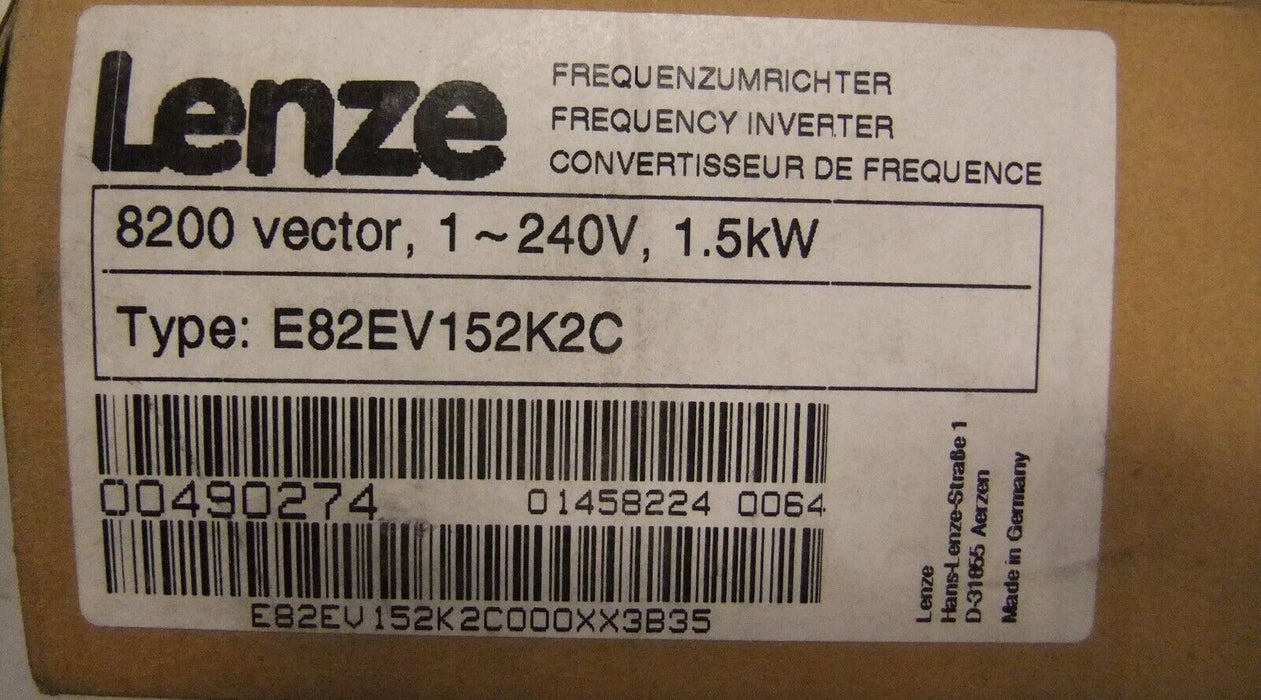 Lenze
FREQUENZUMRICHTER
FREQUENCY INVERTER
CONVERTISSEUR DE FREQUENCE
8200 vector, 1~240V, 1.5kW
Type: E82EV152K2C
00490274
01458224 0064
E82EV152K2C000XX3B35
Lenze
Hans-Lenze-Straße 1
D-31855 Aerzen
Made in Germany